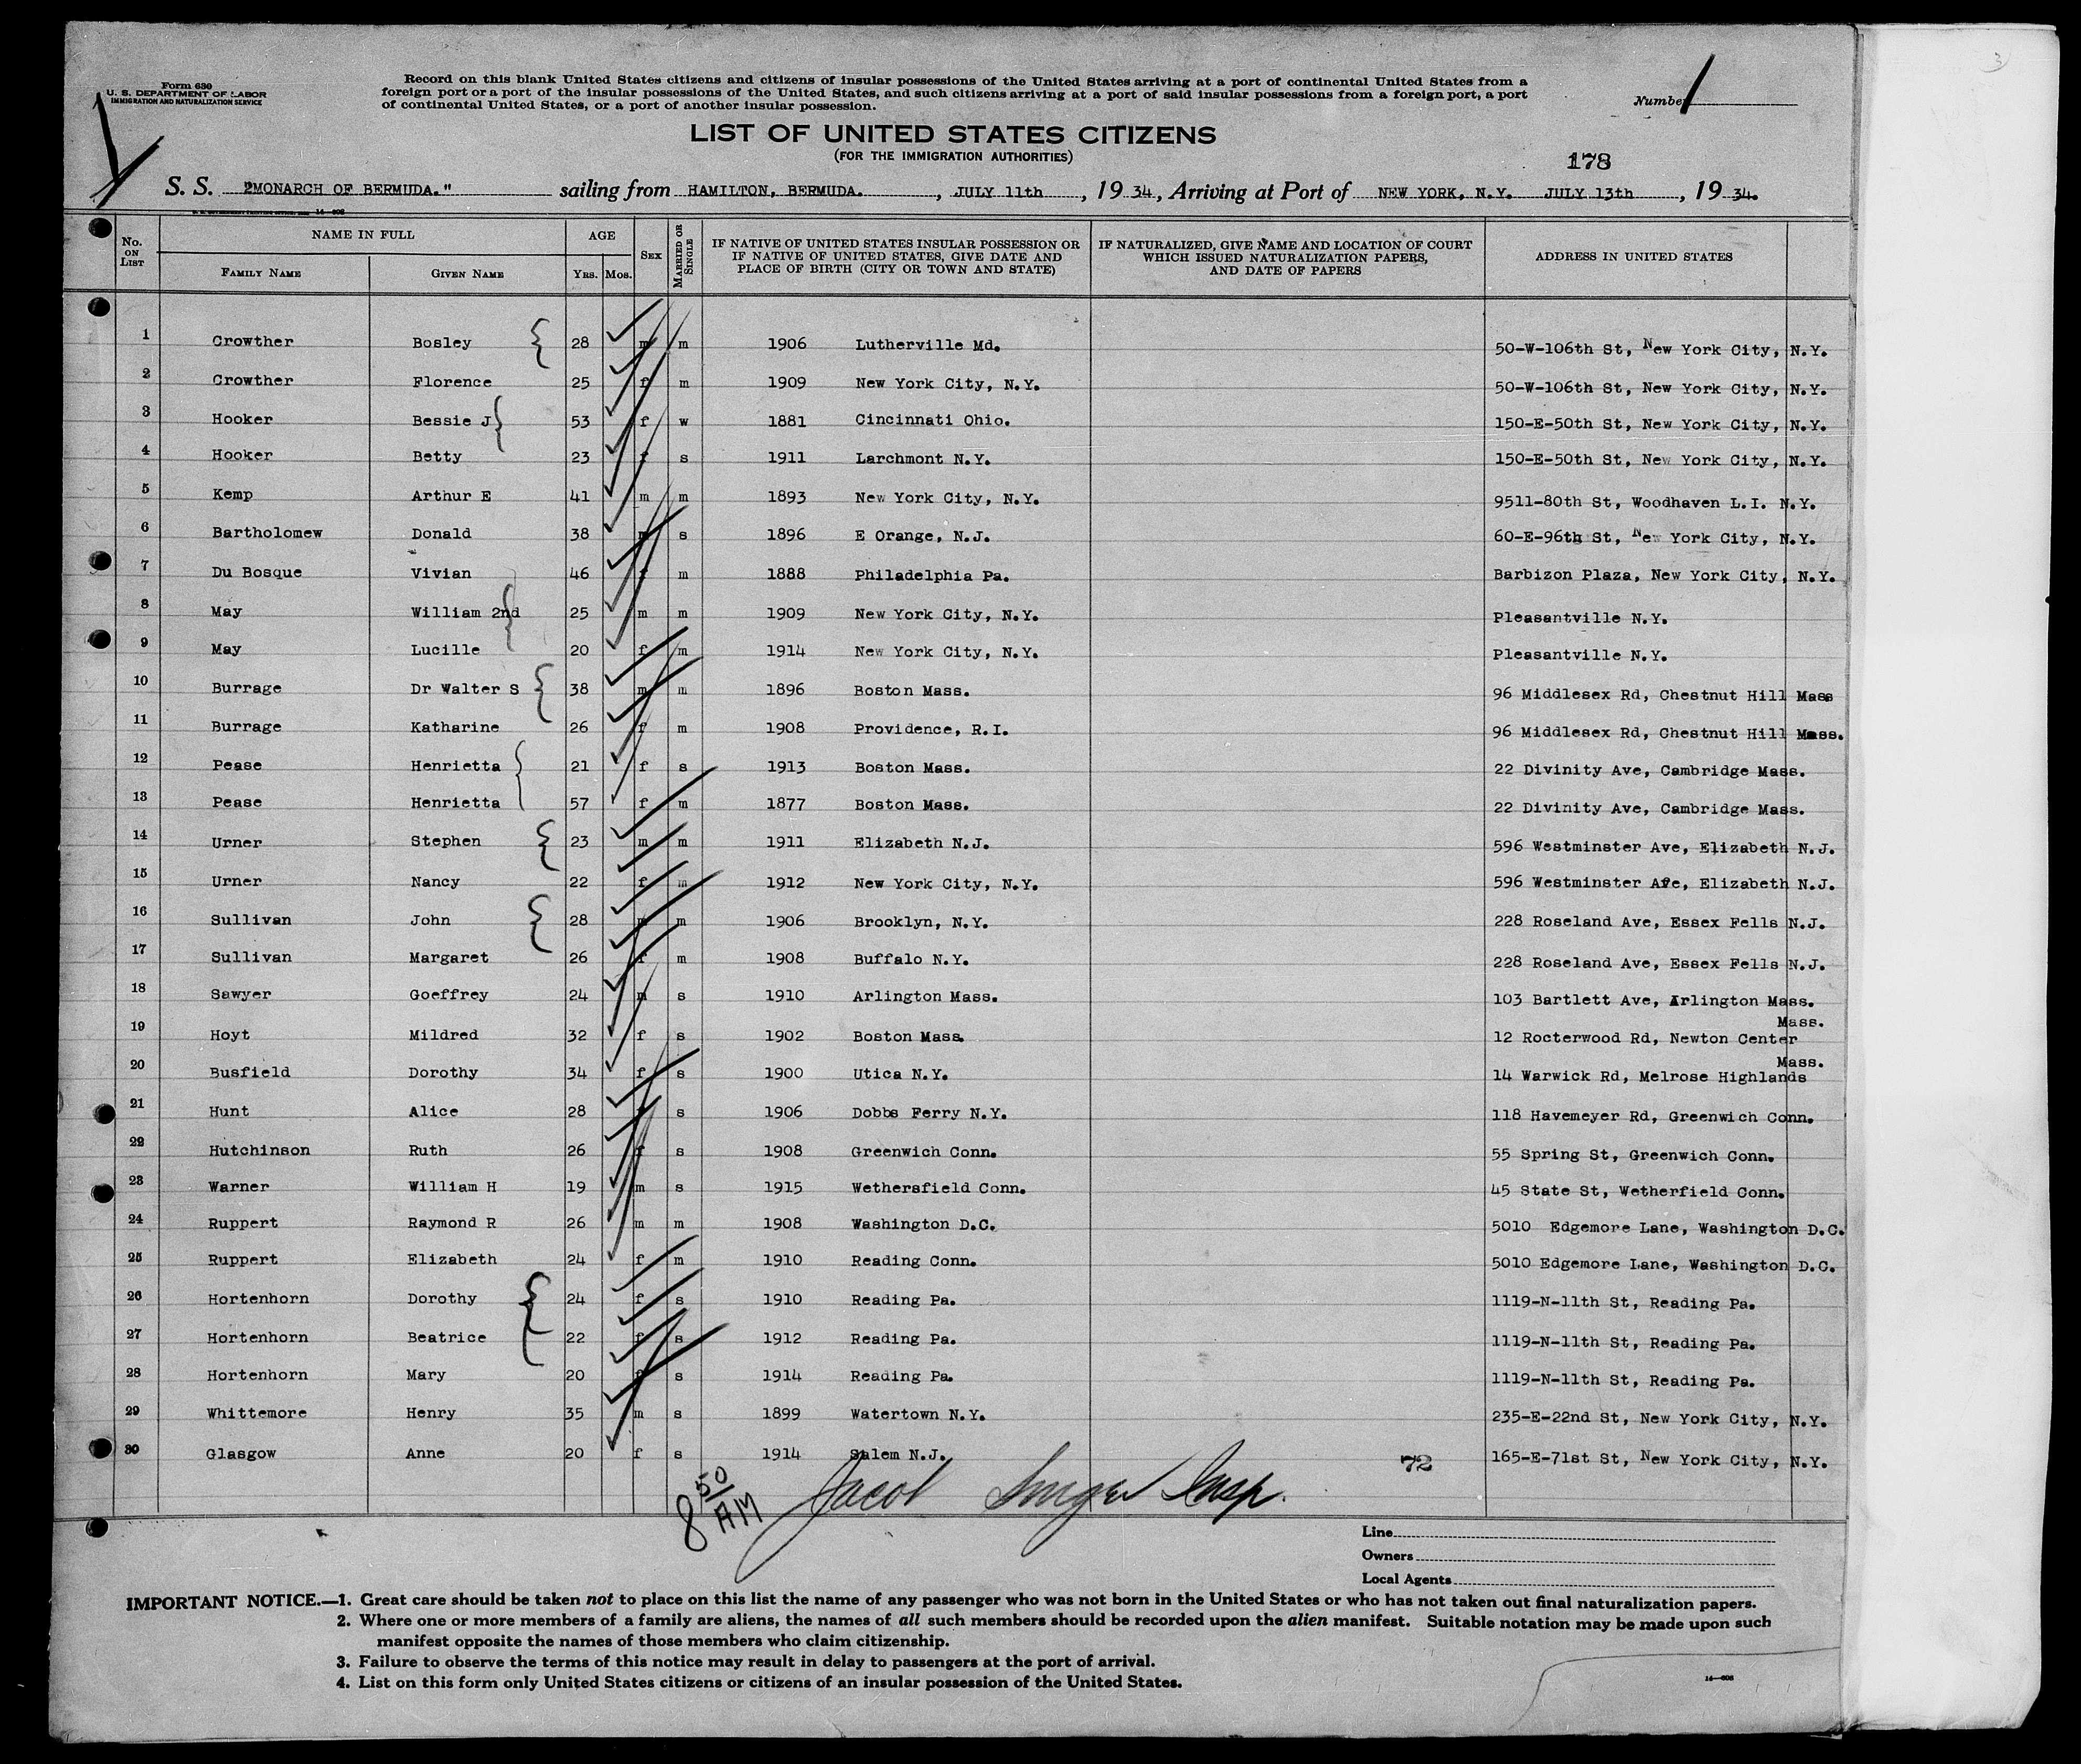 Form 630
U. S. DEPARTMENT OF LABOR
IMMIGRATION AND NATURALIZATION SERVICE
Record on this blank United States citizens and citizens of insular possessions of the United States arriving at a port of continental United States from a
foreign port or a port of the insular possessions of the United States, and such citizens arriving at a port of said insular possessions from a foreign port, a port
of continental United States, or a port of another insular possession.
Number 1
LIST OF UNITED STATES CITIZENS
(FOR THE IMMIGRATION AUTHORITIES)
178
S. S. "MONARCH OF BERMUDA." sailing from HAMILTON, BERMUDA. , JULY 11th , 19 34, Arriving at Port of NEW YORK, N.Y. JULY 13th , 19 34.
No. ON LIST NAME IN FULL FAMILY NAME GIVEN NAME AGE YRS. MOS. SEX MARRIED OR SINGLE IF NATIVE OF UNITED STATES INSULAR POSSESSION OR IF NATIVE OF UNITED STATES, GIVE DATE AND PLACE OF BIRTH (CITY OR TOWN AND STATE) IF NATURALIZED, GIVE NAME AND LOCATION OF COURT WHICH ISSUED NATURALIZATION PAPERS, AND DATE OF PAPERS ADDRESS IN UNITED STATES
1 Crowther Bosley 28 m m 1906 Lutherville Md. 50-W-106th St, New York City, N.Y.
2 Crowther Florence 25 f m 1909 New York City, N.Y. 50-W-106th St, New York City, N.Y.
3 Hooker Bessie J 53 f w 1881 Cincinnati Ohio. 150-E-50th St, New York City, N.Y.
4 Hooker Betty 23 f s 1911 Larchmont N.Y. 150-E-50th St, New York City, N.Y.
5 Kemp Arthur E 41 m m 1893 New York City, N.Y. 9511-80th St, Woodhaven L.I. N.Y.
6 Bartholomew Donald 38 m s 1896 E Orange, N.J. 60-E-96th St, New York City, N.Y.
7 Du Bosque Vivian 46 f m 1888 Philadelphia Pa. Barbizon Plaza, New York City, N.Y.
8 May William 2nd 25 m m 1909 New York City, N.Y. Pleasantville N.Y.
9 May Lucille 20 f m 1914 New York City, N.Y. Pleasantville N.Y.
10 Burrage Dr Walter S 38 m m 1896 Boston Mass. 96 Middlesex Rd, Chestnut Hill Mass
11 Burrage Katharine 26 f m 1908 Providence, R.I. 96 Middlesex Rd, Chestnut Hill Mass.
12 Pease Henrietta 21 f s 1913 Boston Mass. 22 Divinity Ave, Cambridge Mass.
13 Pease Henrietta 57 f m 1877 Boston Mass. 22 Divinity Ave, Cambridge Mass.
14 Urner Stephen 23 m m 1911 Elizabeth N.J. 596 Westminster Ave, Elizabeth N.J.
15 Urner Nancy 22 f m 1912 New York City, N.Y. 596 Westminster Ave, Elizabeth N.J.
16 Sullivan John 28 m m 1906 Brooklyn, N.Y. 228 Roseland Ave, Essex Fells N.J.
17 Sullivan Margaret 26 f m 1908 Buffalo N.Y. 228 Roseland Ave, Essex Fells N.J.
18 Sawyer Goeffrey 24 m s 1910 Arlington Mass. 103 Bartlett Ave, Arlington Mass.
19 Hoyt Mildred 32 f s 1902 Boston Mass. 12 Rocterwood Rd, Newton Center Mass.
20 Busfield Dorothy 34 f s 1900 Utica N.Y. 14 Warwick Rd, Melrose Highlands Mass.
21 Hunt Alice 28 s 1906 Dobbs Ferry N.Y. 118 Havemeyer Rd, Greenwich Conn.
22 Hutchinson Ruth 26 f s 1908 Greenwich Conn. 55 Spring St, Greenwich Conn.
23 Warner William H 19 m s 1915 Wethersfield Conn. 45 State St, Wetherfield Conn.
24 Ruppert Raymond R 26 m m 1908 Washington D.C. 5010 Edgemore Lane, Washington D.C.
25 Ruppert Elizabeth 24 f m 1910 Reading Conn. 5010 Edgemore Lane, Washington D.C.
26 Hortenhorn Dorothy 24 f s 1910 Reading Pa. 1119-N-11th St, Reading Pa.
27 Hortenhorn Beatrice 22 f s 1912 Reading Pa. 1119-N-11th St, Reading Pa.
28 Hortenhorn Mary 20 f s 1914 Reading Pa. 1119-N-11th St, Reading Pa.
29 Whittemore Henry 35 m s 1899 Watertown N.Y. 235-E-22nd St, New York City, N.Y.
30 Glasgow Anne 20 f s 1914 Salem N.J. 165-E-71st St, New York City, N.Y.
72
8 50/AM Jacob Singer Insp.
Line
Owners
Local Agents
IMPORTANT NOTICE.—1. Great care should be taken not to place on this list the name of any passenger who was not born in the United States or who has not taken out final naturalization papers.
2. Where one or more members of a family are aliens, the names of all such members should be recorded upon the alien manifest. Suitable notation may be made upon such
manifest opposite the names of those members who claim citizenship.
3. Failure to observe the terms of this notice may result in delay to passengers at the port of arrival.
4. List on this form only United States citizens or citizens of an insular possession of the United States.
14—608